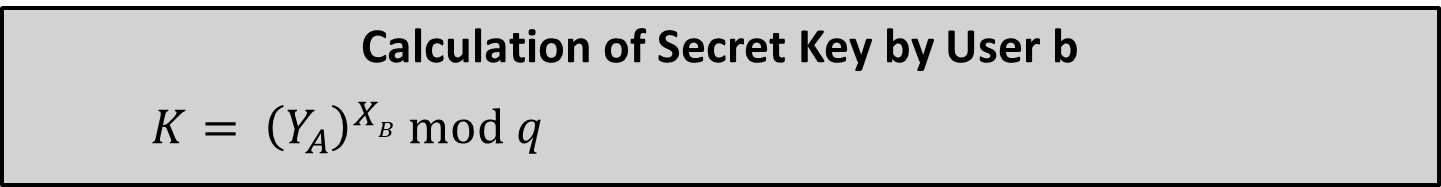 Calculation of Secret Key by User b
K = (Y_A)^{X_B} mod q